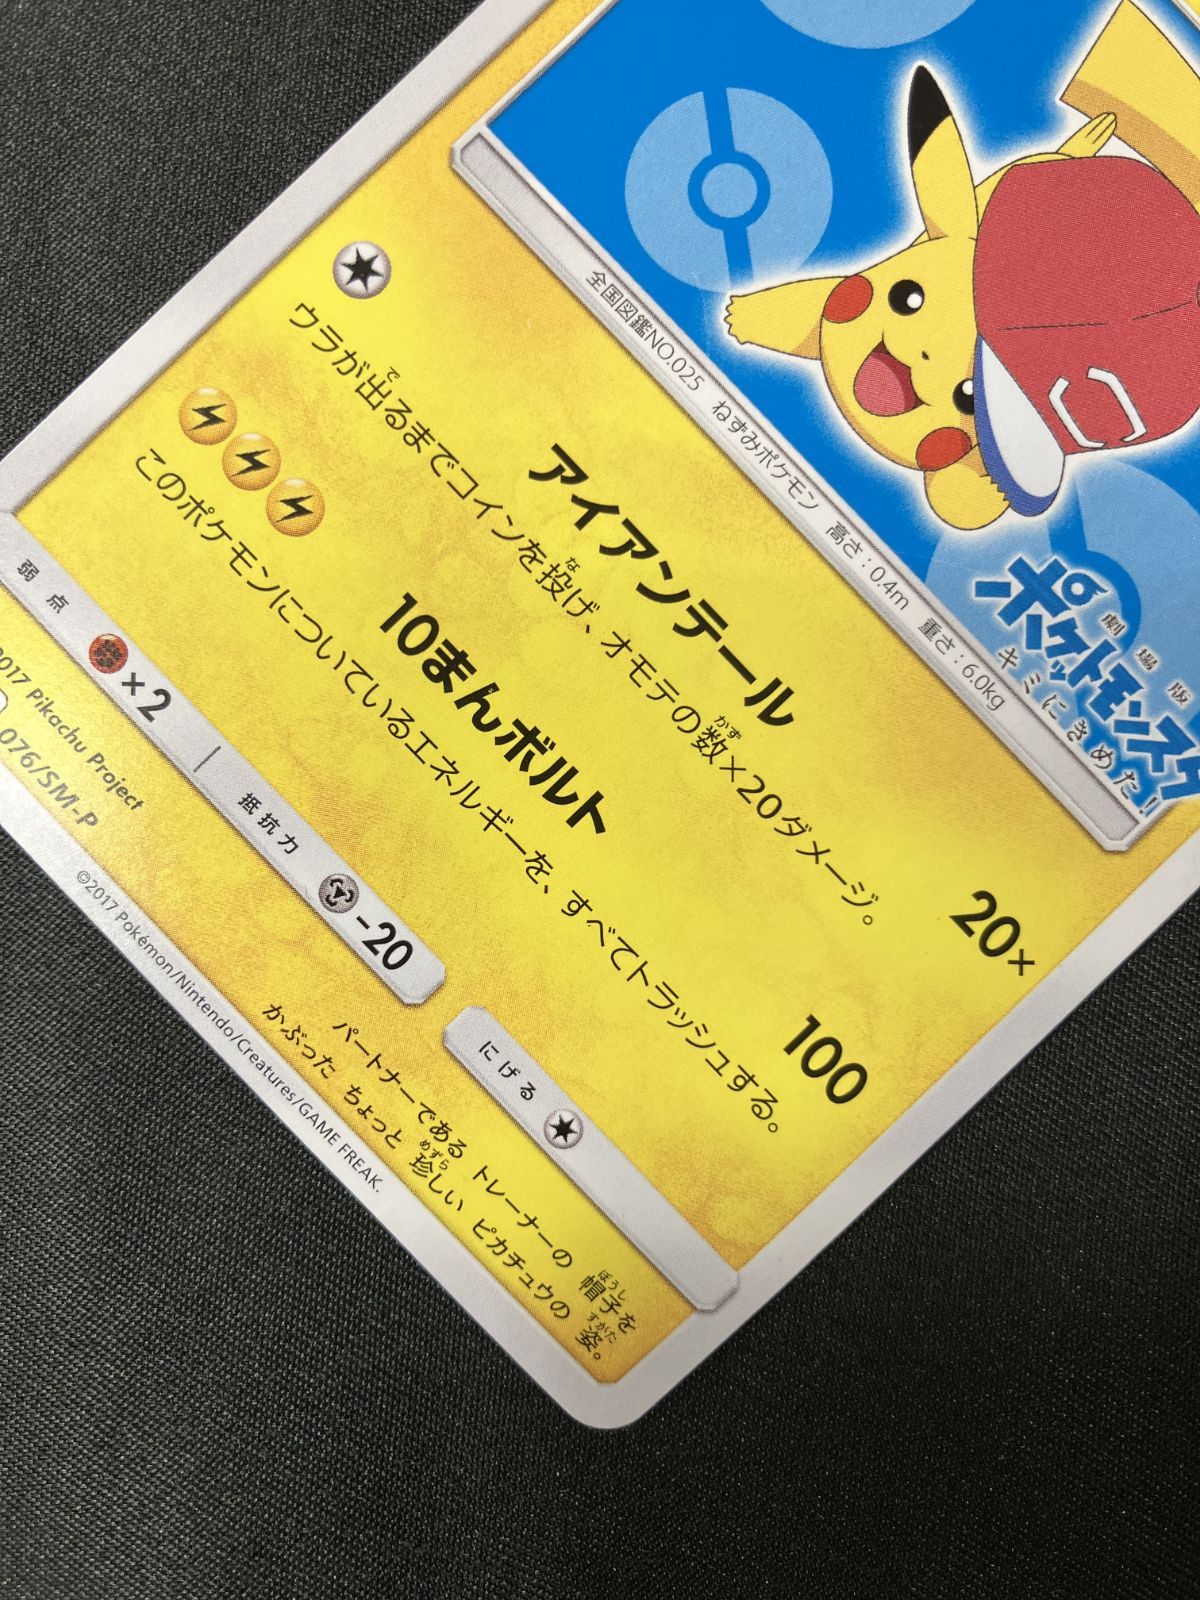 劇場版
ポケットモンスタ
キミにきめた!!
全国図鑑NO.025 ねずみポケモン 高さ:0.4m 重さ:6.0kg
アイアンテール 20×
ウラが出るまでコインを投げ、オモテの数×20ダメージ。
10まんボルト 100
このポケモンについているエネルギーを、すべてトラッシュする。
弱点 ×2 抵抗力 -20
にげる
2017 Pikachu Project
076/SM-P
パートナーである トレーナーの 帽子を
かぶった ちょっと 珍しい ピカチュウの 姿。
©2017 Pokémon/Nintendo/Creatures/GAME FREAK.